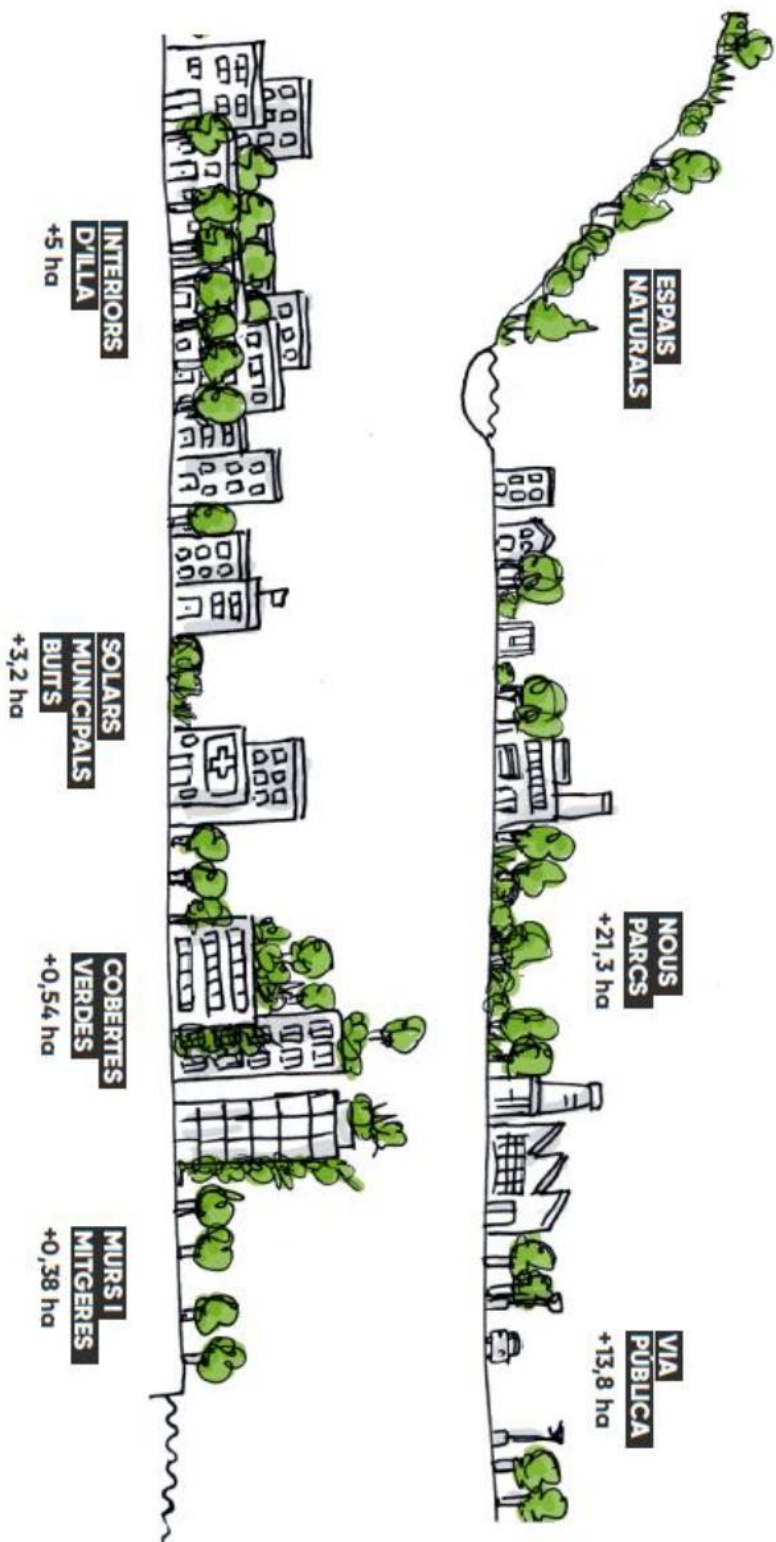 ESPAIS
NATURALS
NOUS
PARCS
+21,3 ha
VIA
PÚBLICA
+13,8 ha
INTERIORS
D'ILLA
+5 ha
SOLARS
MUNICIPALS
BUITS
+3,2 ha
COBERTES
VERDES
+0,54 ha
MURS I
MITGERES
+0,38 ha